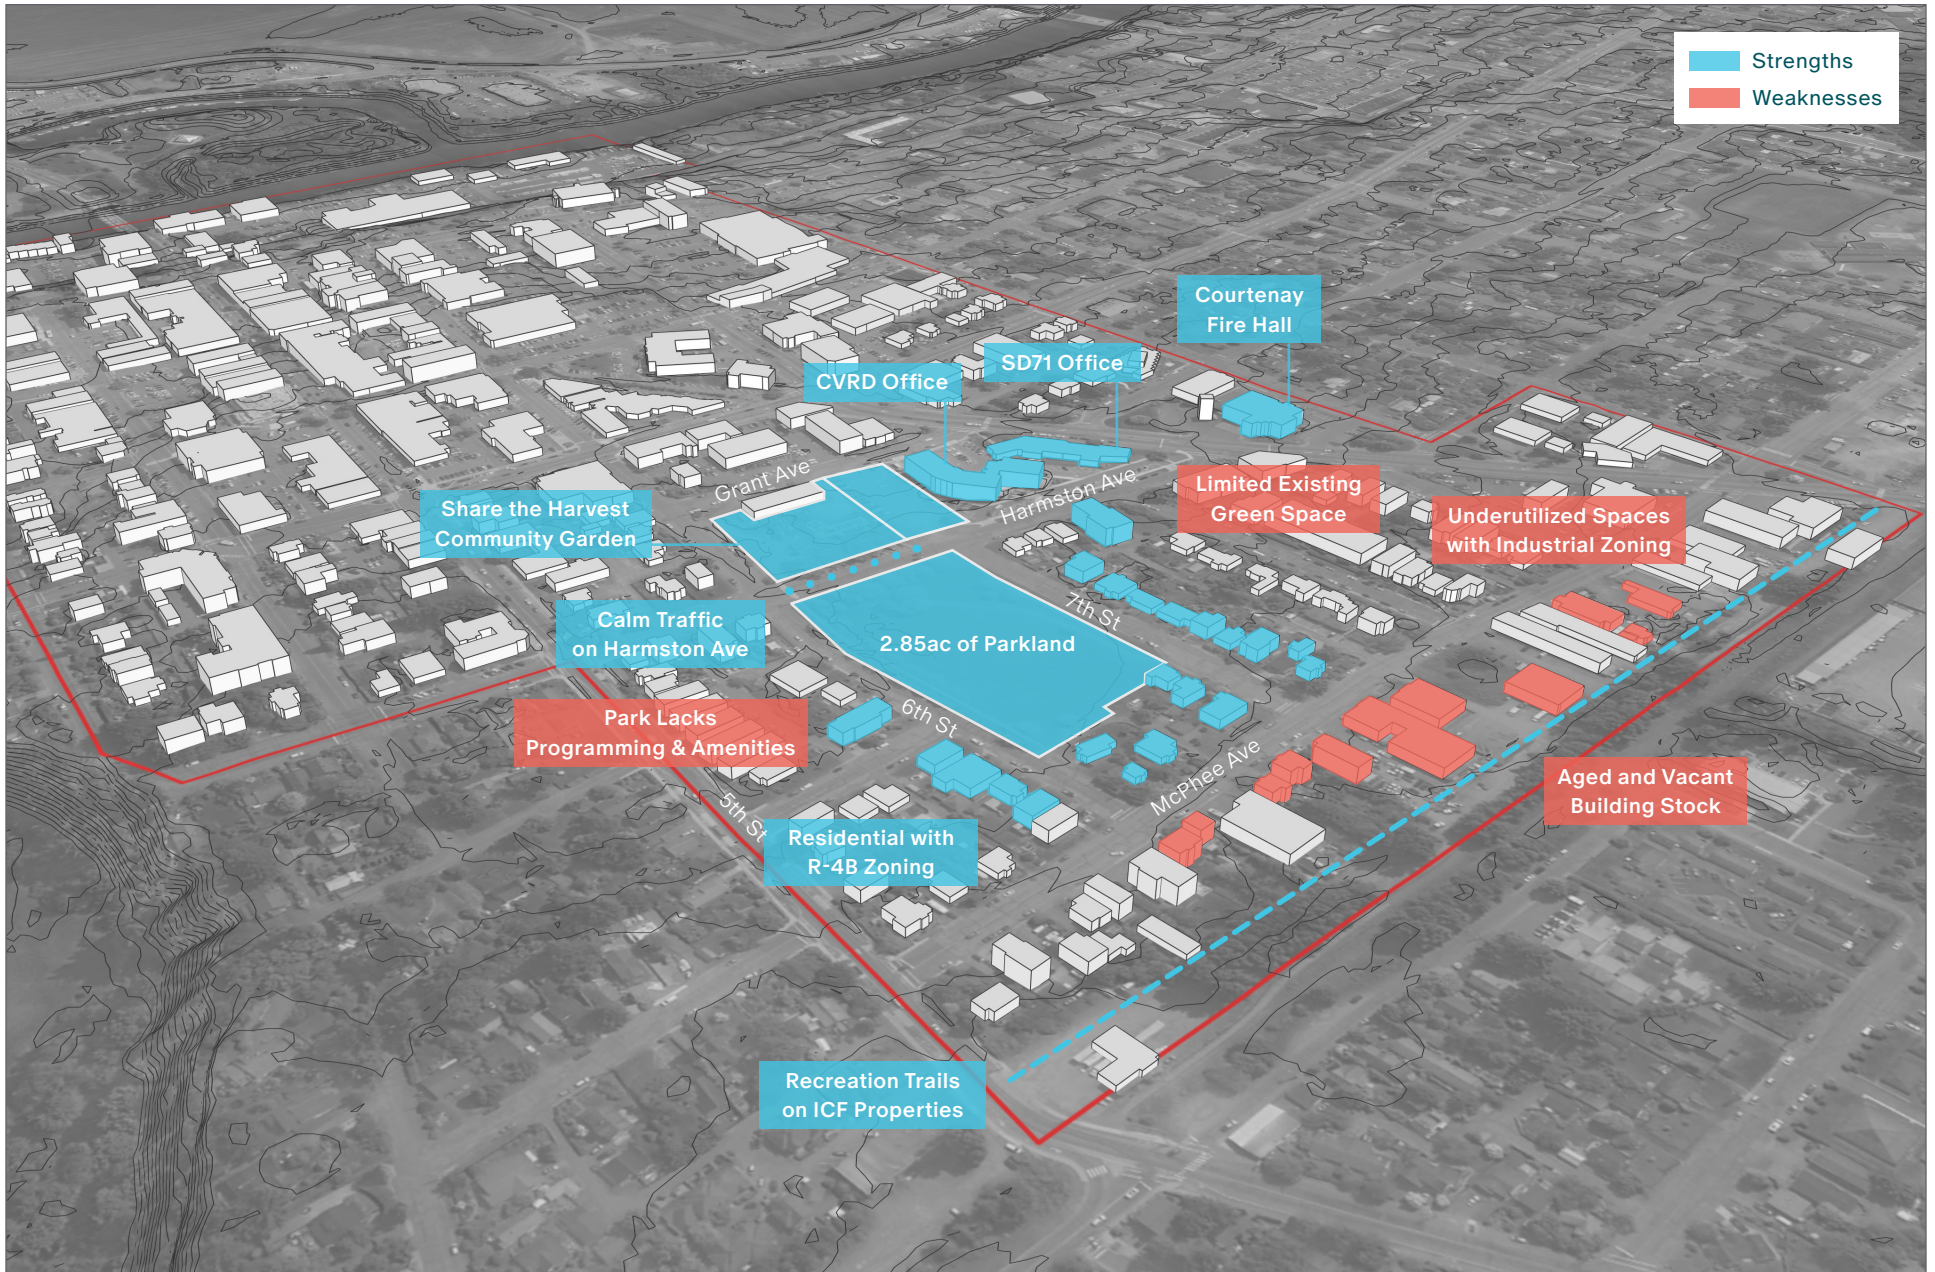 Strengths
Weaknesses
Courtenay
Fire Hall
SD71 Office
CVRD Office
Grant Ave
Harmston Ave
Limited Existing
Green Space
Underutilized Spaces
with Industrial Zoning
Share the Harvest
Community Garden
Calm Traffic
on Harmston Ave
7th St
2.85ac of Parkland
Park Lacks
Programming & Amenities
6th St
McPhee Ave
Aged and Vacant
Building Stock
5th St
Residential with
R-4B Zoning
Recreation Trails
on ICF Properties